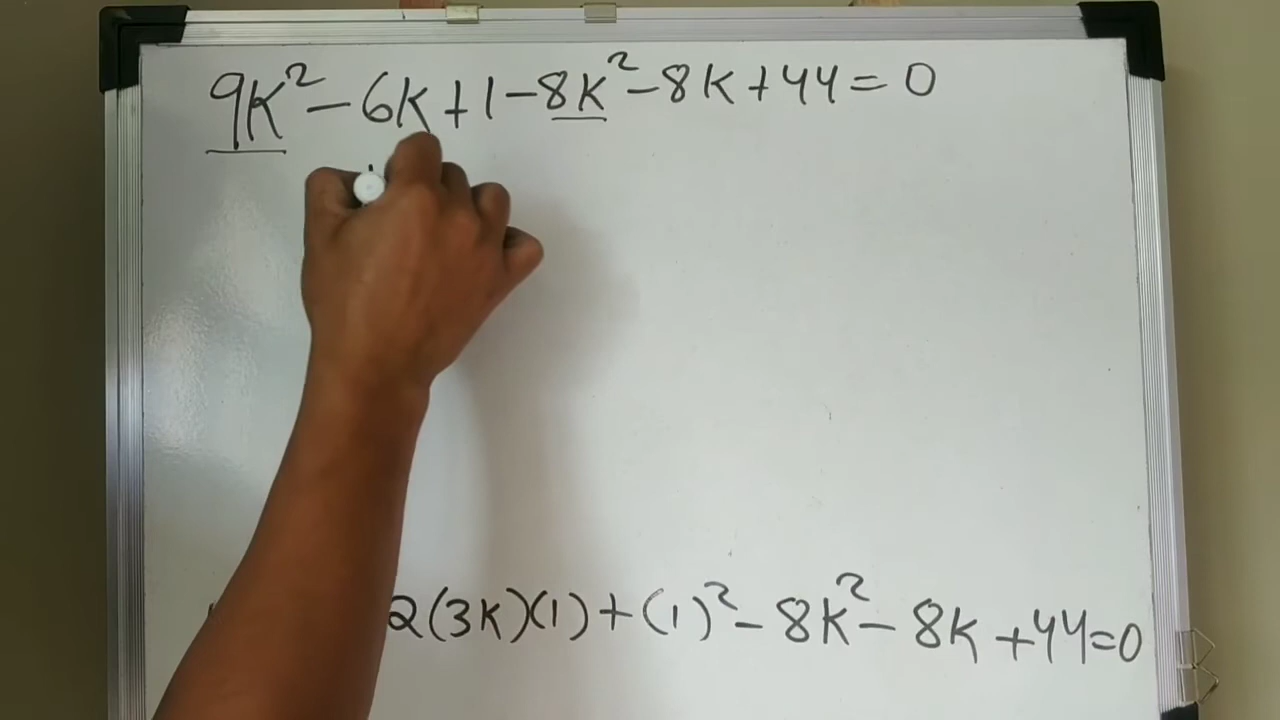 9K² - 6K + 1 - 8K² - 8K + 44 = 0
2(3K)(1) + (1)² - 8K² - 8K + 44 = 0